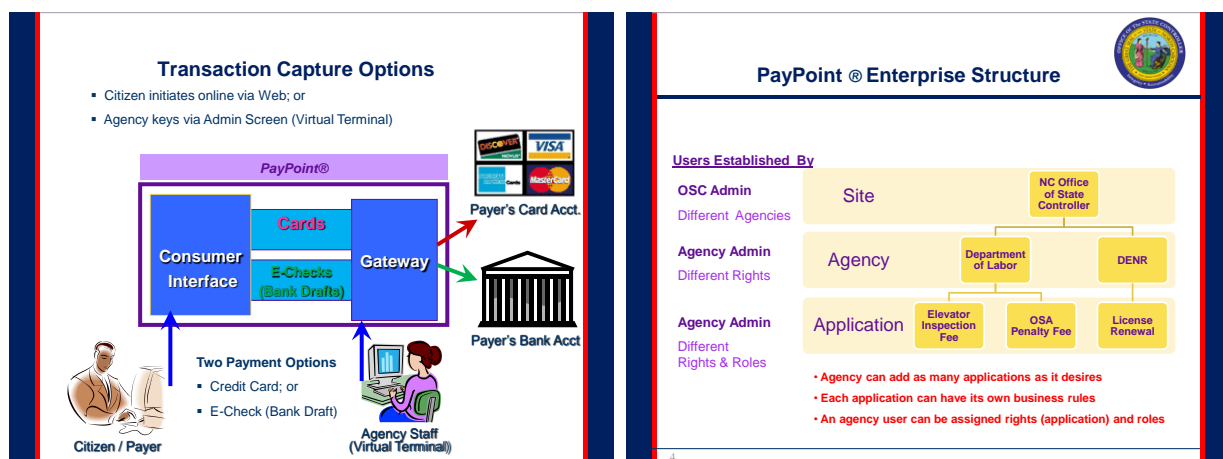 Transaction Capture Options
▪ Citizen initiates online via Web; or
▪ Agency keys via Admin Screen (Virtual Terminal)
PayPoint®
Consumer
Interface
Cards
E-Checks
(Bank Drafts)
Gateway
DISCOVER
NOVUS
VISA
Cards
MasterCard
Payer's Card Acct.
Payer's Bank Acct
Two Payment Options
▪ Credit Card; or
▪ E-Check (Bank Draft)
Citizen / Payer
Agency Staff
(Virtual Terminal))
PayPoint ® Enterprise Structure
Users Established By
OSC Admin
Different Agencies
Site
NC Office
of State
Controller
Agency Admin
Different Rights
Agency
Department
of Labor
DENR
Agency Admin
Different
Rights & Roles
Application
Elevator
Inspection
Fee
OSA
Penalty Fee
License
Renewal
• Agency can add as many applications as it desires
• Each application can have its own business rules
• An agency user can be assigned rights (application) and roles
4